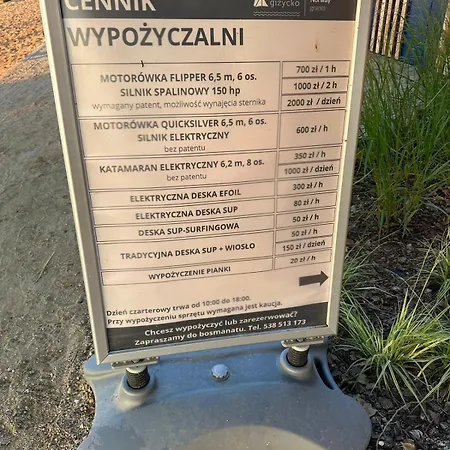 CENNIK
giżycko
Norway
grants
WYPOŻYCZALNI
MOTORÓWKA FLIPPER 6,5 m, 6 os.
SILNIK SPALINOWY 150 hp
wymagany patent, możliwość wynajęcia sternika
700 zł / 1 h
1000 zł / 2 h
2000 zł / dzień
MOTORÓWKA QUICKSILVER 6,5 m, 6 os.
SILNIK ELEKTRYCZNY
bez patentu
600 zł / h
KATAMARAN ELEKTRYCZNY 6,2 m, 8 os.
bez patentu
350 zł / h
1000 zł / dzień
ELEKTRYCZNA DESKA EFOIL
300 zł / h
ELEKTRYCZNA DESKA SUP
80 zł / h
DESKA SUP-SURFINGOWA
50 zł / h
TRADYCYJNA DESKA SUP + WIOSŁO
50 zł / h
150 zł / dzień
WYPOŻYCZENIE PIANKI
20 zł / h
Dzień czarterowy trwa od 10:00 do 18:00.
Przy wypożyczeniu sprzętu wymagana jest kaucja.
Chcesz wypożyczyć lub zarezerwować?
Zapraszamy do bosmanatu. Tel. 538 513 173